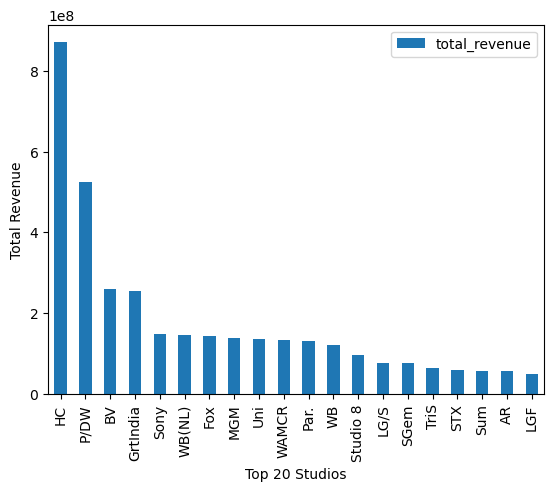 1e8
total_revenue
8
6
4
2
0
Total Revenue
HC
P/DW
BV
GrtIndia
Sony
WB(NL)
Fox
MGM
Uni
WAMCR
Par.
WB
Studio 8
LG/S
SGem
TriS
STX
Sum
AR
LGF
Top 20 Studios